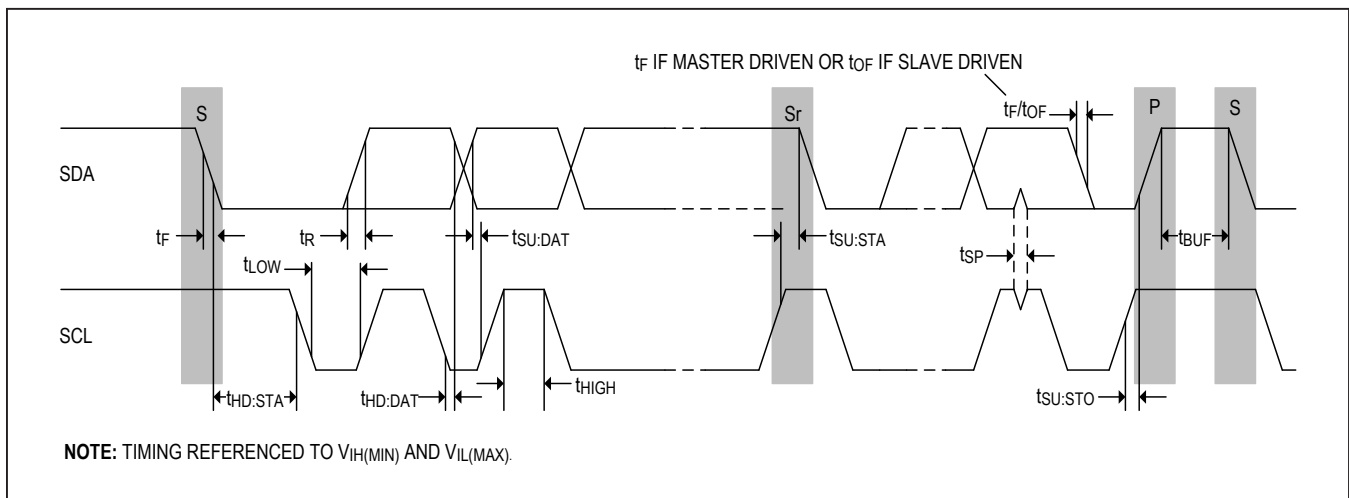 tF IF MASTER DRIVEN OR tOF IF SLAVE DRIVEN
S
Sr
tF/tOF
P
S
SDA
tF
tR
tSU:DAT
tSU:STA
tSP
tBUF
tLOW
SCL
tHD:STA
tHD:DAT
tHIGH
tSU:STO
NOTE: TIMING REFERENCED TO VIH(MIN) AND VIL(MAX).